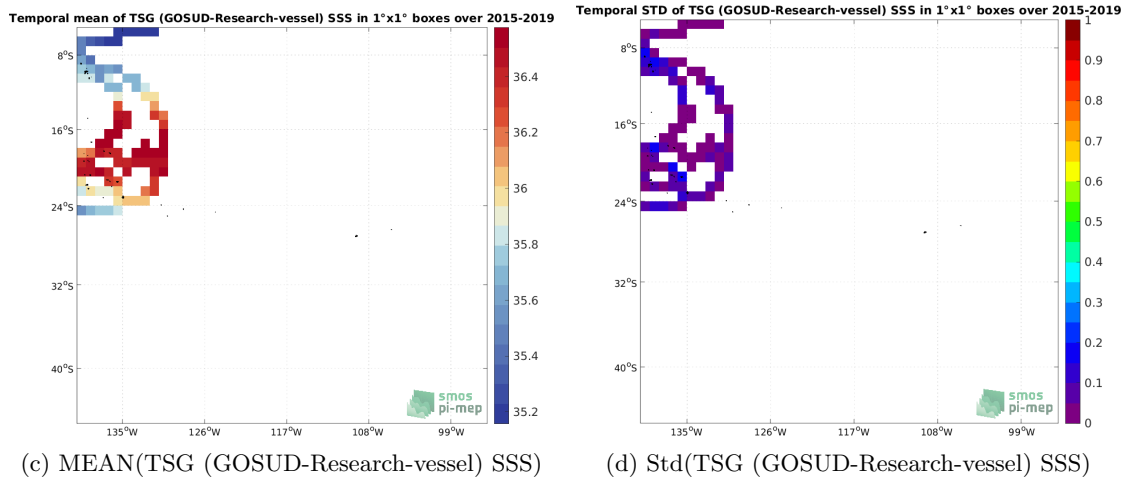 Temporal mean of TSG (GOSUD-Research-vessel) SSS in 1°x1° boxes over 2015-2019
8°S
16°S
24°S
32°S
40°S
135°W
126°W
117°W
108°W
99°W
36.4
36.2
36
35.8
35.6
35.4
35.2
smos
pi-mep
(c) MEAN(TSG (GOSUD-Research-vessel) SSS)
Temporal STD of TSG (GOSUD-Research-vessel) SSS in 1°x1° boxes over 2015-2019
8°S
16°S
24°S
32°S
40°S
135°W
126°W
117°W
108°W
99°W
1
0.9
0.8
0.7
0.6
0.5
0.4
0.3
0.2
0.1
0
smos
pi-mep
(d) Std(TSG (GOSUD-Research-vessel) SSS)